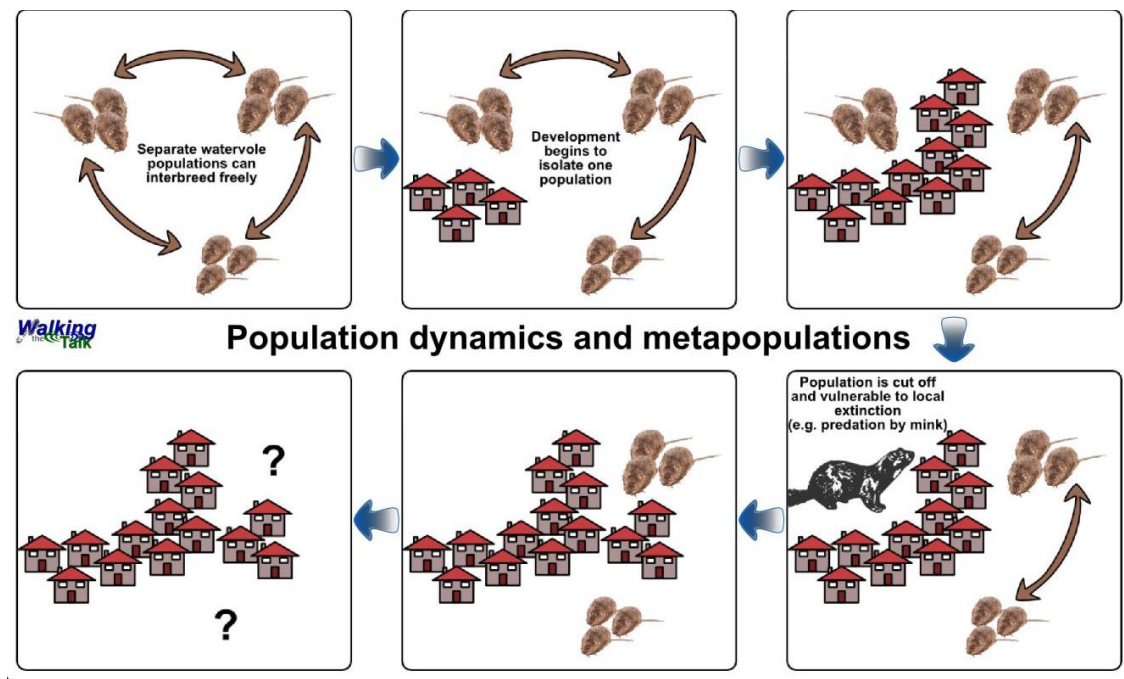 Separate watervole
populations can
interbreed freely
Development
begins to
isolate one
population
Walking
the
Talk
Population dynamics and metapopulations
?
?
Population is cut off
and vulnerable to local
extinction
(e.g. predation by mink)